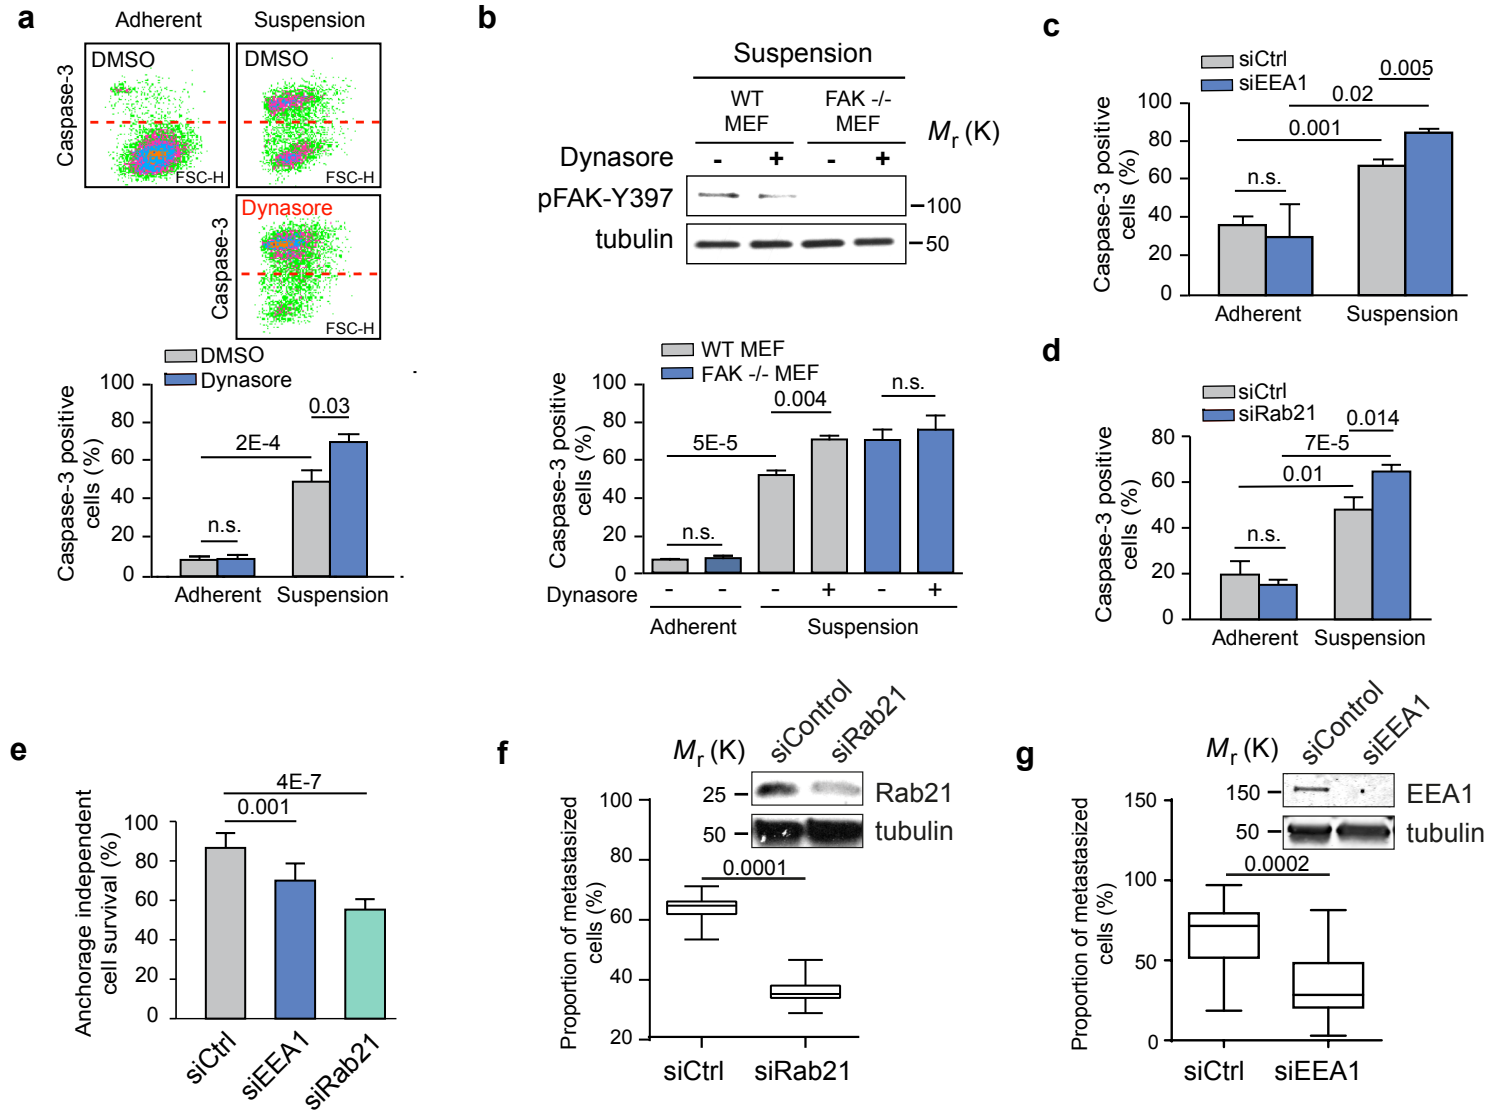 a
Adherent
Suspension
DMSO
Caspase-3
FSC-H
DMSO
FSC-H
Dynasore
Caspase-3
FSC-H
DMSO
Dynasore
Caspase-3 positive
cells (%)
100
80
60
40
20
0
n.s.
2E-4
0.03
Adherent
Suspension
b
Suspension
WT
MEF
FAK -/-
MEF
Mr (K)
Dynasore
- + - +
pFAK-Y397
100
tubulin
50
WT MEF
FAK -/- MEF
Caspase-3 positive
cells (%)
100
80
60
40
20
0
n.s.
5E-5
0.004
n.s.
Dynasore
- - - + - +
Adherent
Suspension
c
siCtrl
siEEA1
Caspase-3 positive
cells (%)
100
80
60
40
20
0
n.s.
0.001
0.02
0.005
Adherent
Suspension
d
siCtrl
siRab21
Caspase-3 positive
cells (%)
80
60
40
20
0
n.s.
0.01
7E-5
0.014
Adherent
Suspension
e
Anchorage independent
cell survival (%)
100
80
60
40
20
0
4E-7
0.001
siCtrl
siEEA1
siRab21
f
Mr (K)
siControl
siRab21
25
Rab21
50
tubulin
Proportion of metastasized
cells (%)
100
80
60
40
20
0.0001
siCtrl
siRab21
g
Mr (K)
siControl
siEEA1
150
EEA1
50
tubulin
Proportion of metastasized
cells (%)
150
100
50
0
0.0002
siCtrl
siEEA1